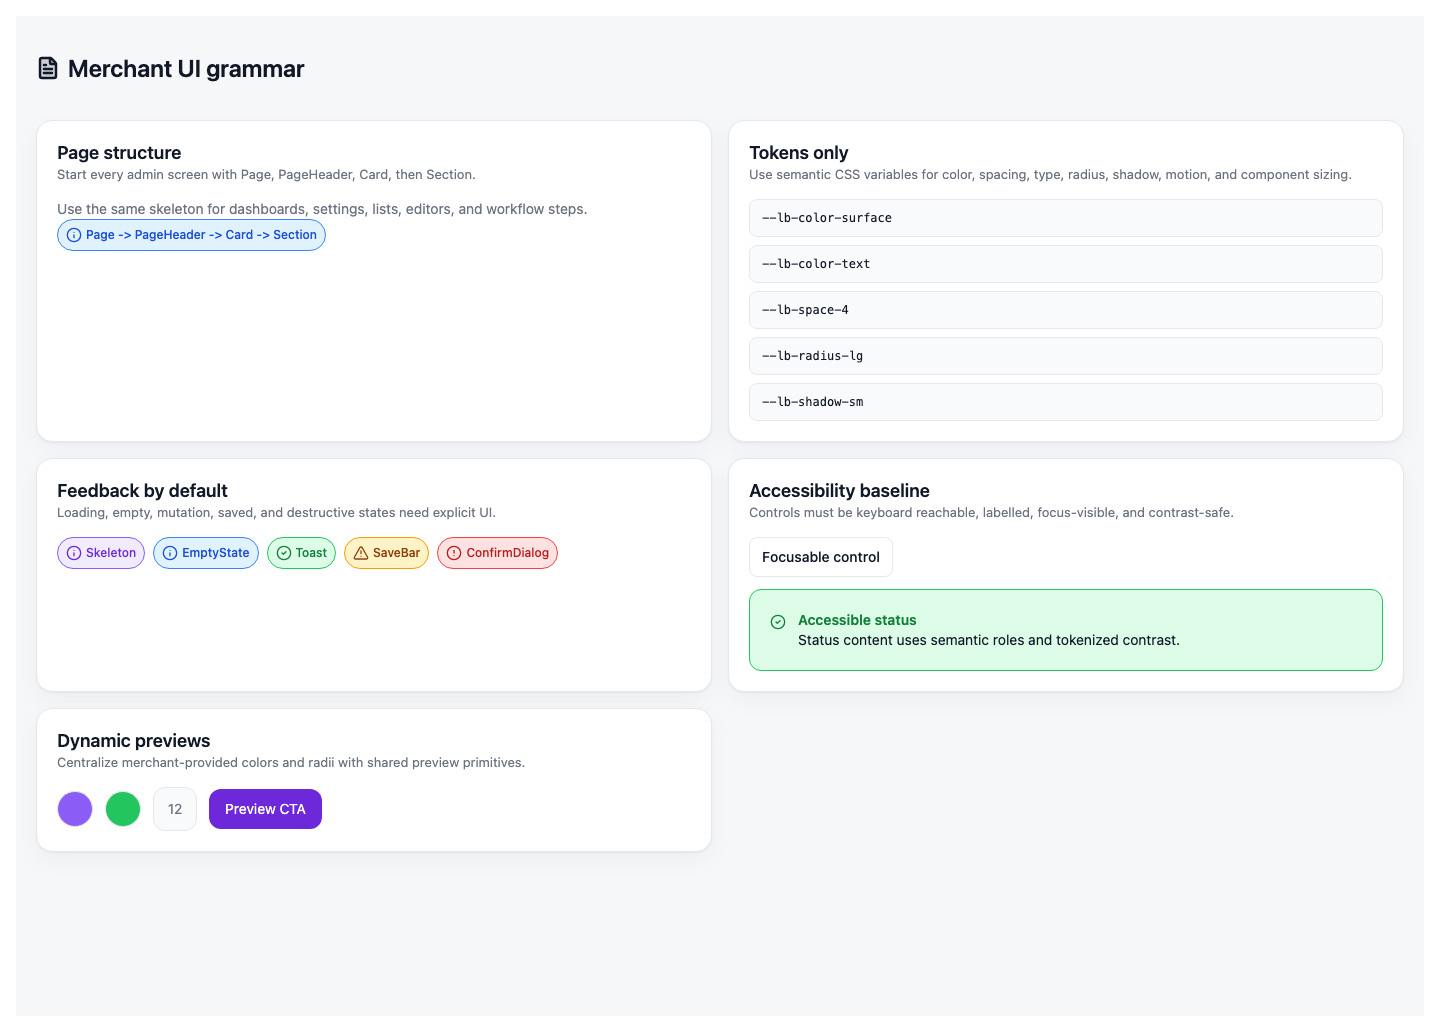 Merchant UI grammar
Page structure
Start every admin screen with Page, PageHeader, Card, then Section.
Use the same skeleton for dashboards, settings, lists, editors, and workflow steps.
Page -> PageHeader -> Card -> Section
Tokens only
Use semantic CSS variables for color, spacing, type, radius, shadow, motion, and component sizing.
--lb-color-surface
--lb-color-text
--lb-space-4
--lb-radius-lg
--lb-shadow-sm
Feedback by default
Loading, empty, mutation, saved, and destructive states need explicit UI.
Skeleton EmptyState Toast SaveBar ConfirmDialog
Accessibility baseline
Controls must be keyboard reachable, labelled, focus-visible, and contrast-safe.
Focusable control
Accessible status
Status content uses semantic roles and tokenized contrast.
Dynamic previews
Centralize merchant-provided colors and radii with shared preview primitives.
12 Preview CTA